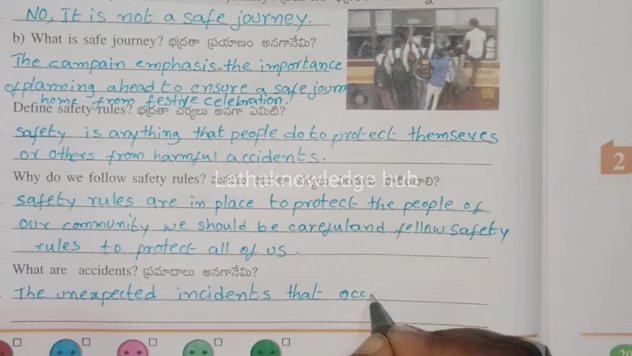 NO, It is not a safe journey.
b) What is safe journey? భద్రతా ప్రయాణం అనగానేమి?
The campain emphasis the importance
of planning ahead to ensure a safe journ
home from festive celebration.
Define safety rules? భద్రతా చర్యలు అనగా ఏమిటి?
safety is anything that people do to protect themseves
or others from harmful accidents.
Why do we follow safety rules?
Lathaknowledge hub
safety rules are in place to protect the people of
our community we should be carefuland fellow safety
rules to protect all of us.
What are accidents? ప్రమాదాలు అనగానేమి?
The unexpected incidents that occ
2